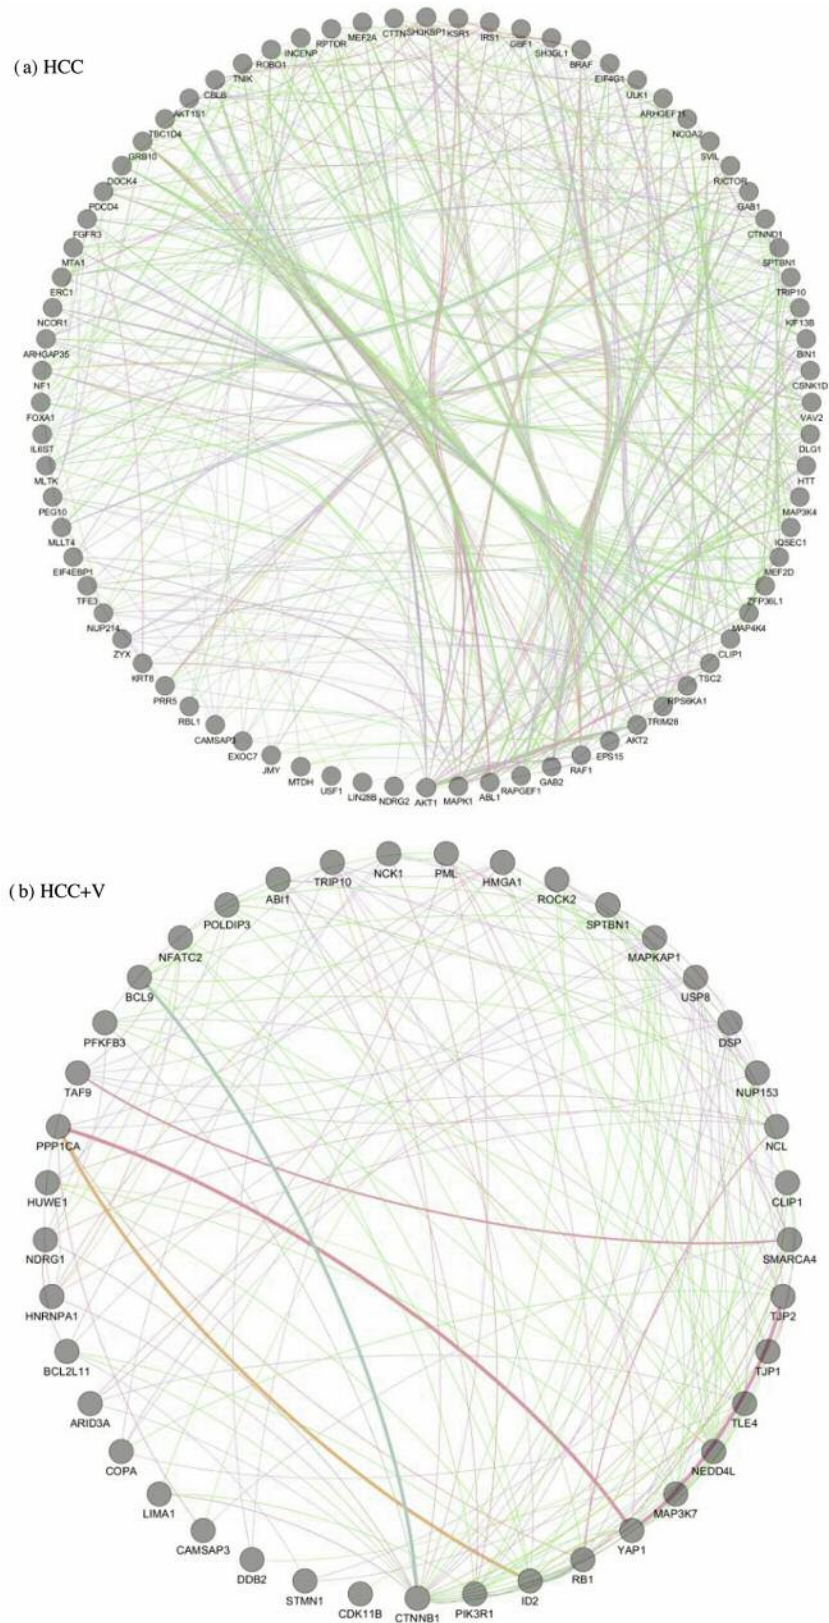 (a) HCC
SH3KBP1
KSR1
IRS1
GBF1
SH3GL1
BRAF
EIF4G1
ULK1
ARHGEF11
NCOA2
SVIL
RICTOR
GAB1
CTNND1
SPTBN1
TRIP10
KIF13B
BIN1
CSNK1D
VAV2
DLG1
HTT
MAP3K4
IQSEC1
MEF2D
ZFP36L1
MAP4K4
CLIP1
TSC2
RPS6KA1
TRIM28
AKT2
EPS15
RAF1
GAB2
RAPGEF1
ABL1
MAPK1
AKT1
NDRG2
LIN28B
USF1
MTDH
JMY
EXOC7
CAMSAP3
RBL1
PRR5
KRT8
ZYX
NUP214
TFE3
EIF4EBP1
MLLT4
PEG10
MLTK
IL6ST
FOXA1
NF1
ARHGAP35
NCOR1
ERC1
MTA1
FGFR3
PDCD4
DOCK4
GRB10
TBC1D4
AKT1S1
CBLB
TNIK
ROBO1
INCENP
RPTOR
MEF2A
CTTN
(b) HCC+V
PML
HMGA1
ROCK2
SPTBN1
MAPKAP1
USP8
DSP
NUP153
NCL
CLIP1
SMARCA4
TJP2
TJP1
TLE4
NEDD4L
MAP3K7
YAP1
RB1
ID2
PIK3R1
CTNNB1
CDK11B
STMN1
DDB2
CAMSAP3
LIMA1
COPA
ARID3A
BCL2L11
HNRNPA1
NDRG1
HUWE1
PPP1CA
TAF9
PFKFB3
BCL9
NFATC2
POLDIP3
ABI1
TRIP10
NCK1